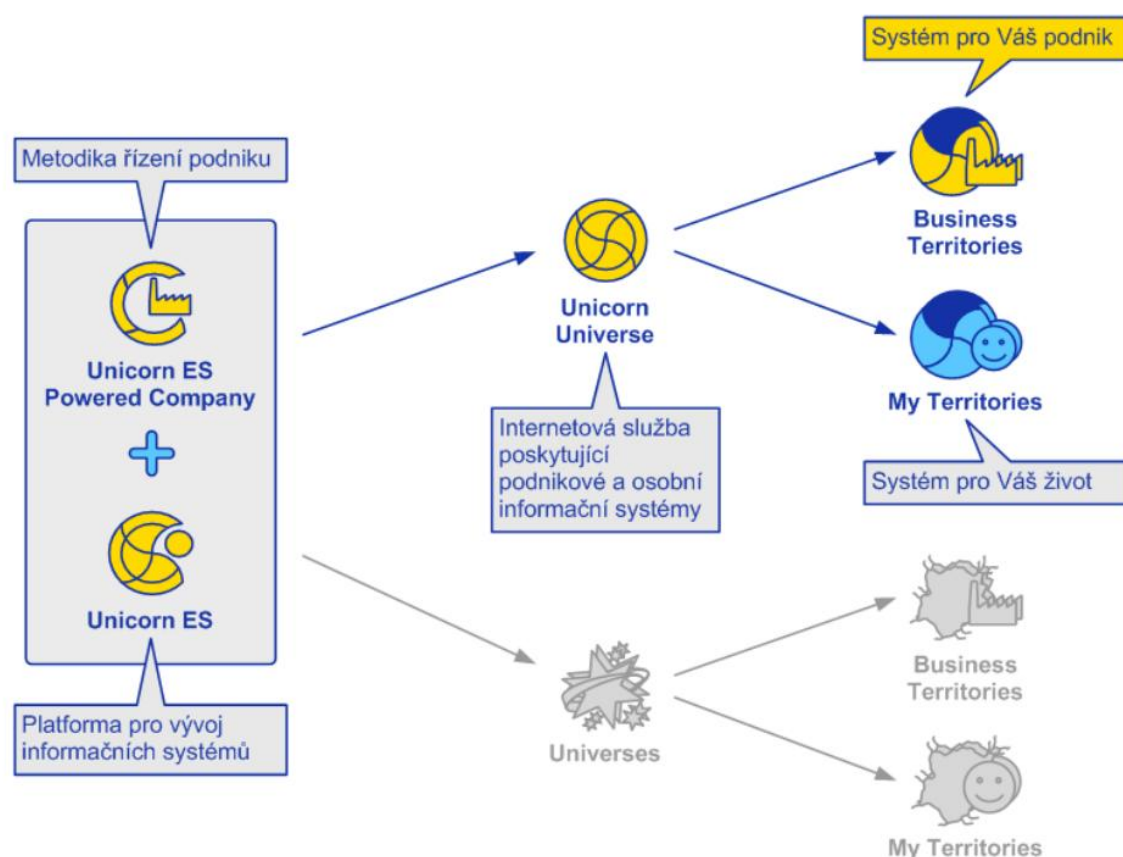 Systém pro Váš podnik
Metodika řízení podniku
Business
Territories
Unicorn
Universe
Unicorn ES
Powered Company
My Territories
Internetová služba
poskytující
podnikové a osobní
informační systémy
Systém pro Váš život
Unicorn ES
Business
Territories
Platforma pro vývoj
informačních systémů
Universes
My Territories